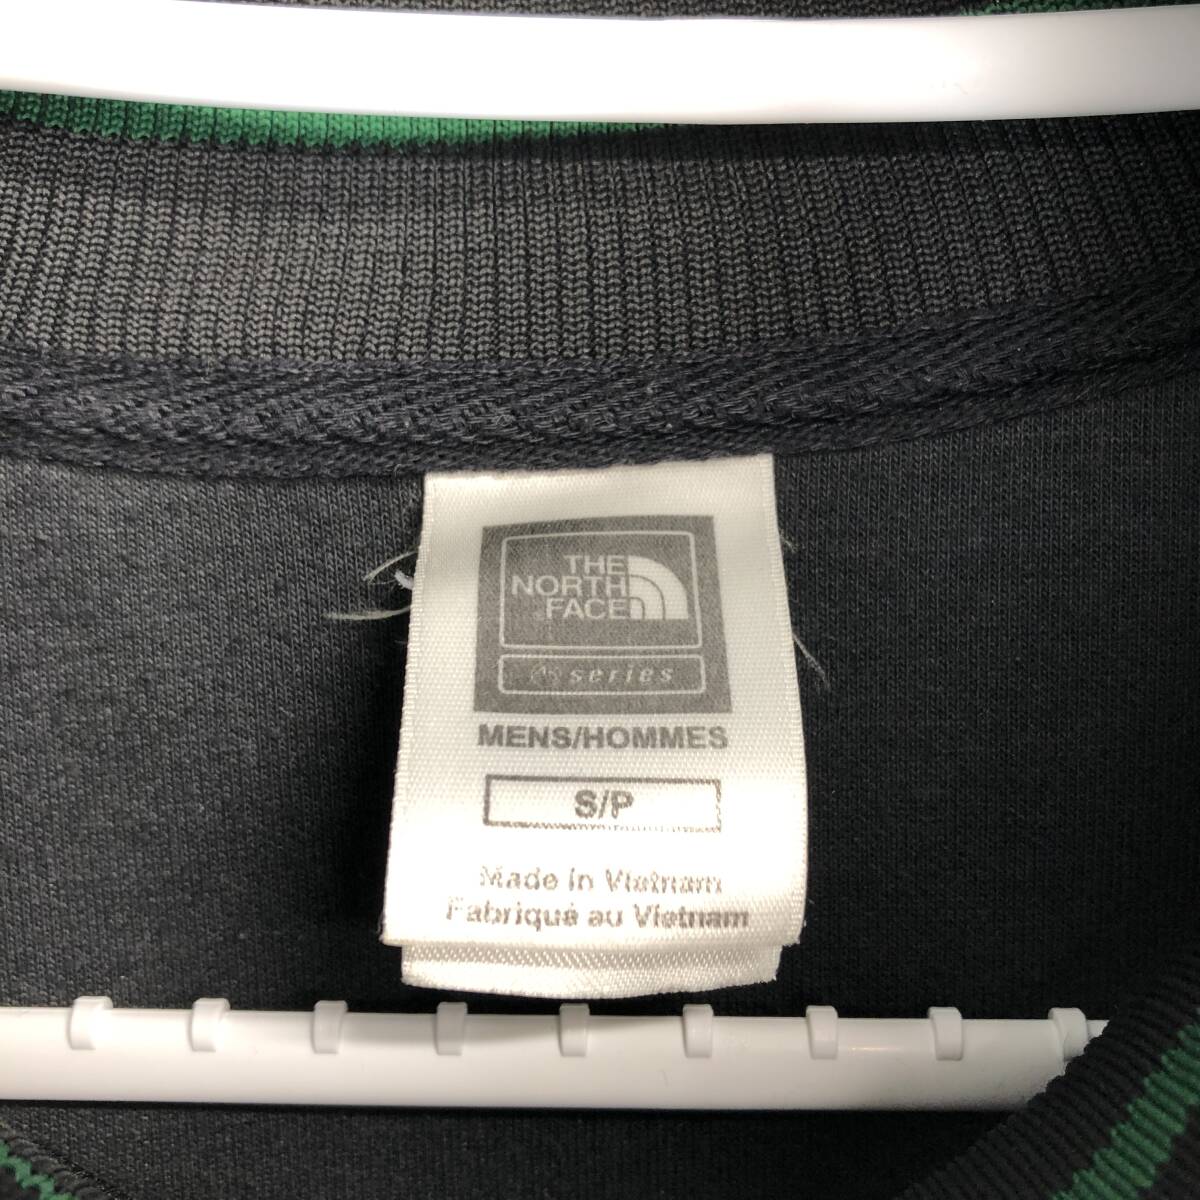 THE
NORTH
FACE
series
MENS/HOMMES
S/P
Made in Vietnam
Fabriqué au Vietnam